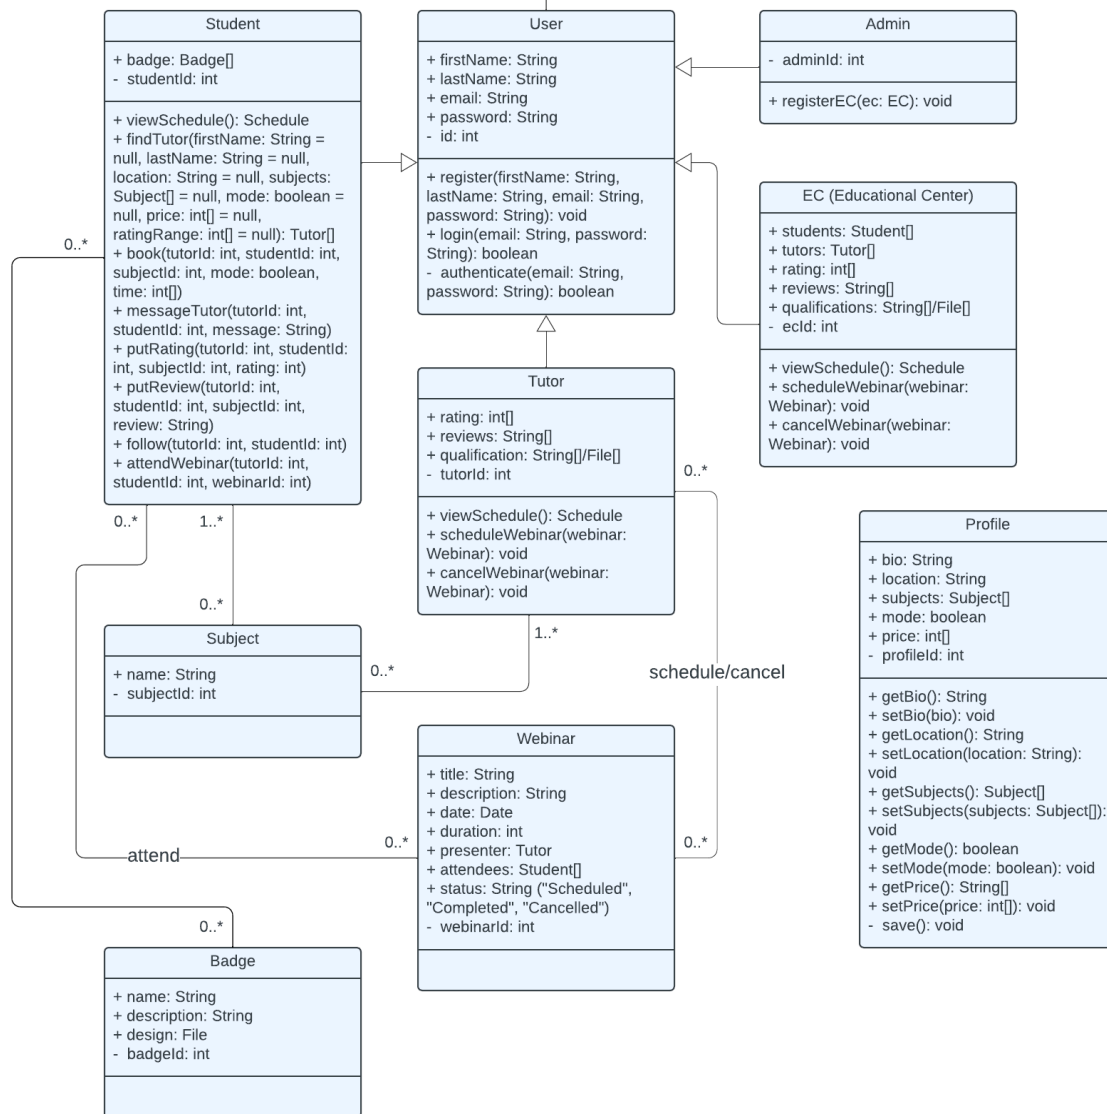 Student
+ badge: Badge[]
- studentId: int
+ viewSchedule(): Schedule
+ findTutor(firstName: String =
null, lastName: String = null,
location: String = null, subjects:
Subject[] = null, mode: boolean =
null, price: int[] = null,
ratingRange: int[] = null): Tutor[]
+ book(tutorId: int, studentId: int,
subjectId: int, mode: boolean,
time: int[])
+ messageTutor(tutorId: int,
studentId: int, message: String)
+ putRating(tutorId: int, studentId:
int, subjectId: int, rating: int)
+ putReview(tutorId: int,
studentId: int, subjectId: int,
review: String)
+ follow(tutorId: int, studentId: int)
+ attendWebinar(tutorId: int,
studentId: int, webinarId: int)
User
+ firstName: String
+ lastName: String
+ email: String
+ password: String
- id: int
+ register(firstName: String,
lastName: String, email: String,
password: String): void
+ login(email: String, password:
String): boolean
- authenticate(email: String,
password: String): boolean
Admin
- adminId: int
+ registerEC(ec: EC): void
EC (Educational Center)
+ students: Student[]
+ tutors: Tutor[]
+ rating: int[]
+ reviews: String[]
+ qualifications: String[]/File[]
- ecId: int
+ viewSchedule(): Schedule
+ scheduleWebinar(webinar:
Webinar): void
+ cancelWebinar(webinar:
Webinar): void
0..*
Tutor
+ rating: int[]
+ reviews: String[]
+ qualification: String[]/File[]
- tutorId: int
+ viewSchedule(): Schedule
+ scheduleWebinar(webinar:
Webinar): void
+ cancelWebinar(webinar:
Webinar): void
0..*
0..*
1..*
0..*
1..*
0..*
schedule/cancel
Subject
+ name: String
- subjectId: int
Profile
+ bio: String
+ location: String
+ subjects: Subject[]
+ mode: boolean
+ price: int[]
- profileId: int
+ getBio(): String
+ setBio(bio): void
+ getLocation(): String
+ setLocation(location: String):
void
+ getSubjects(): Subject[]
+ setSubjects(subjects: Subject[]):
void
+ getMode(): boolean
+ setMode(mode: boolean): void
+ getPrice(): String[]
+ setPrice(price: int[]): void
- save(): void
Webinar
+ title: String
+ description: String
+ date: Date
+ duration: int
+ presenter: Tutor
+ attendees: Student[]
+ status: String ("Scheduled",
"Completed", "Cancelled")
- webinarId: int
0..*
0..*
attend
0..*
Badge
+ name: String
+ description: String
+ design: File
- badgeId: int